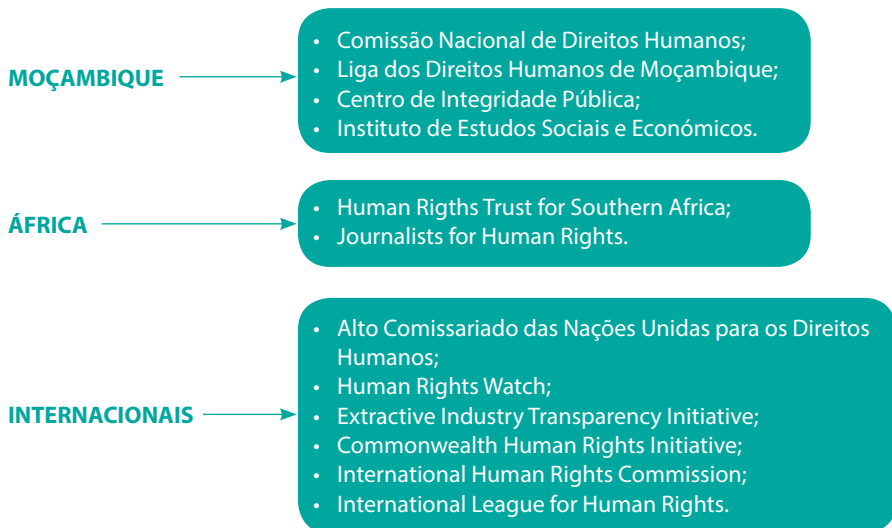 MOÇAMBIQUE
• Comissão Nacional de Direitos Humanos;
• Liga dos Direitos Humanos de Moçambique;
• Centro de Integridade Pública;
• Instituto de Estudos Sociais e Económicos.
ÁFRICA
• Human Rigths Trust for Southern Africa;
• Journalists for Human Rights.
INTERNACIONAIS
• Alto Comissariado das Nações Unidas para os Direitos
Humanos;
• Human Rights Watch;
• Extractive Industry Transparency Initiative;
• Commonwealth Human Rights Initiative;
• International Human Rights Commission;
• International League for Human Rights.